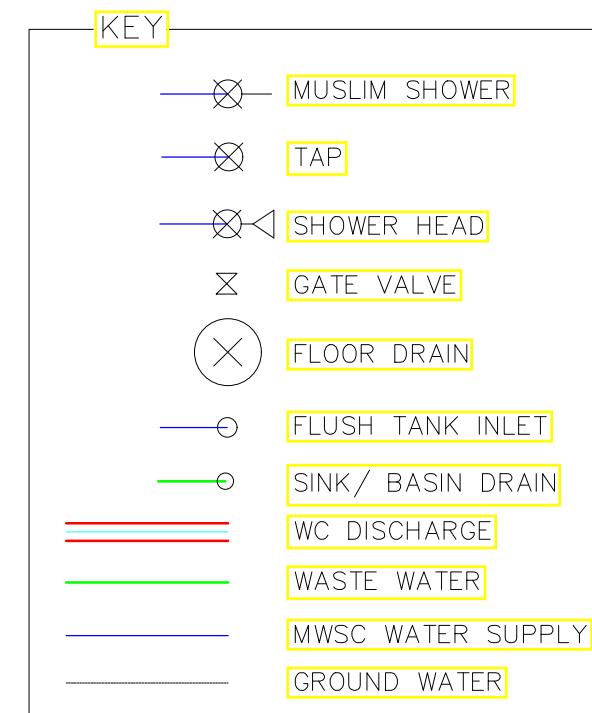 KEY
MUSLIM SHOWER
TAP
SHOWER HEAD
GATE VALVE
FLOOR DRAIN
FLUSH TANK INLET
SINK/ BASIN DRAIN
WC DISCHARGE
WASTE WATER
MWSC WATER SUPPLY
GROUND WATER